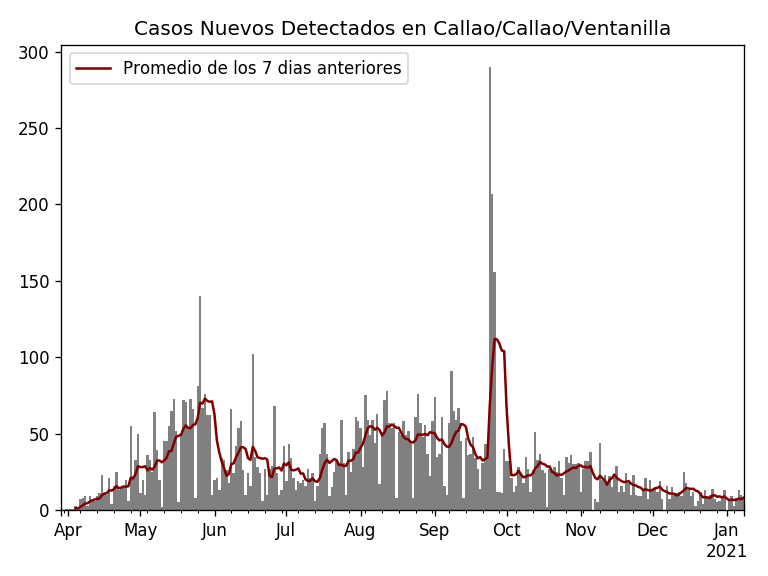 Casos Nuevos Detectados en Callao/Callao/Ventanilla
Promedio de los 7 dias anteriores
300
250
200
150
100
50
0
Apr May Jun Jul Aug Sep Oct Nov Dec Jan
2021